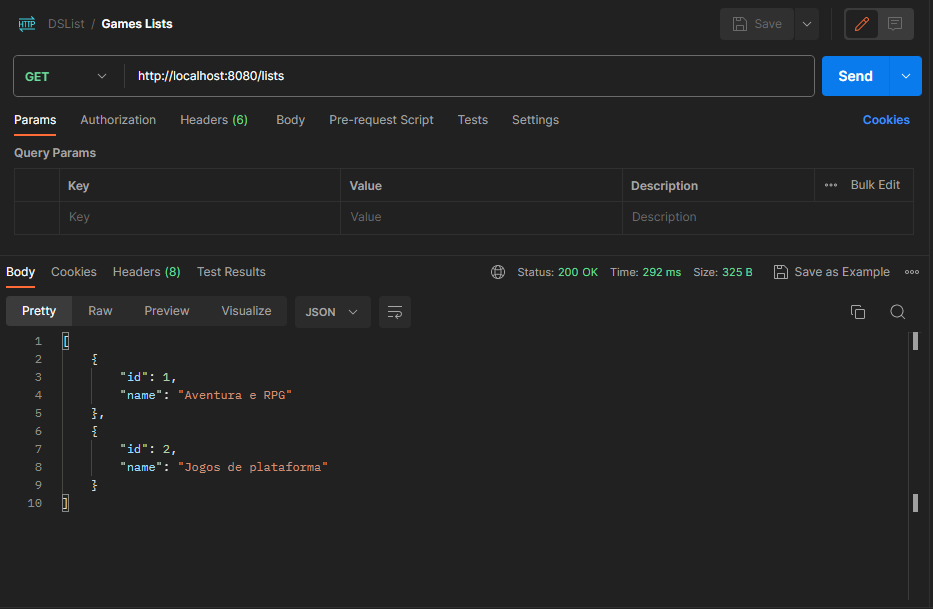 HTTP DSList / Games Lists Save
GET http://localhost:8080/lists Send
Params Authorization Headers (6) Body Pre-request Script Tests Settings Cookies
Query Params
Key Value Description ••• Bulk Edit
Key Value Description
Body Cookies Headers (8) Test Results Status: 200 OK Time: 292 ms Size: 325 B Save as Example
Pretty Raw Preview Visualize JSON
1 [
2 {
3 "id": 1,
4 "name": "Aventura e RPG"
5 },
6 {
7 "id": 2,
8 "name": "Jogos de plataforma"
9 }
10 ]